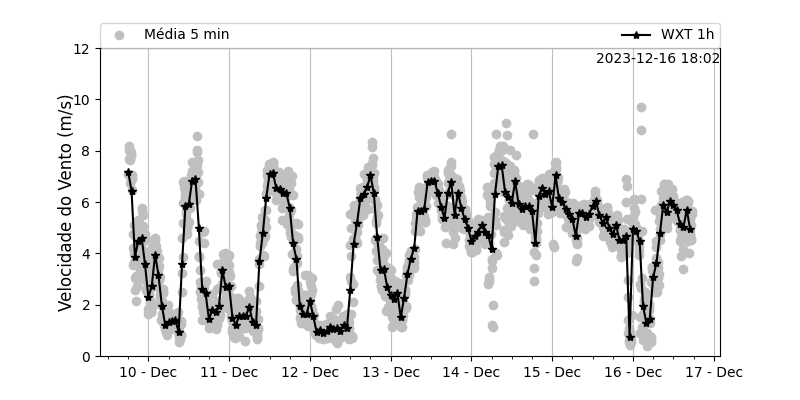 Média 5 min
WXT 1h
2023-12-16 18:02
Velocidade do Vento (m/s)
12
10
8
6
4
2
0
10 - Dec
11 - Dec
12 - Dec
13 - Dec
14 - Dec
15 - Dec
16 - Dec
17 - Dec